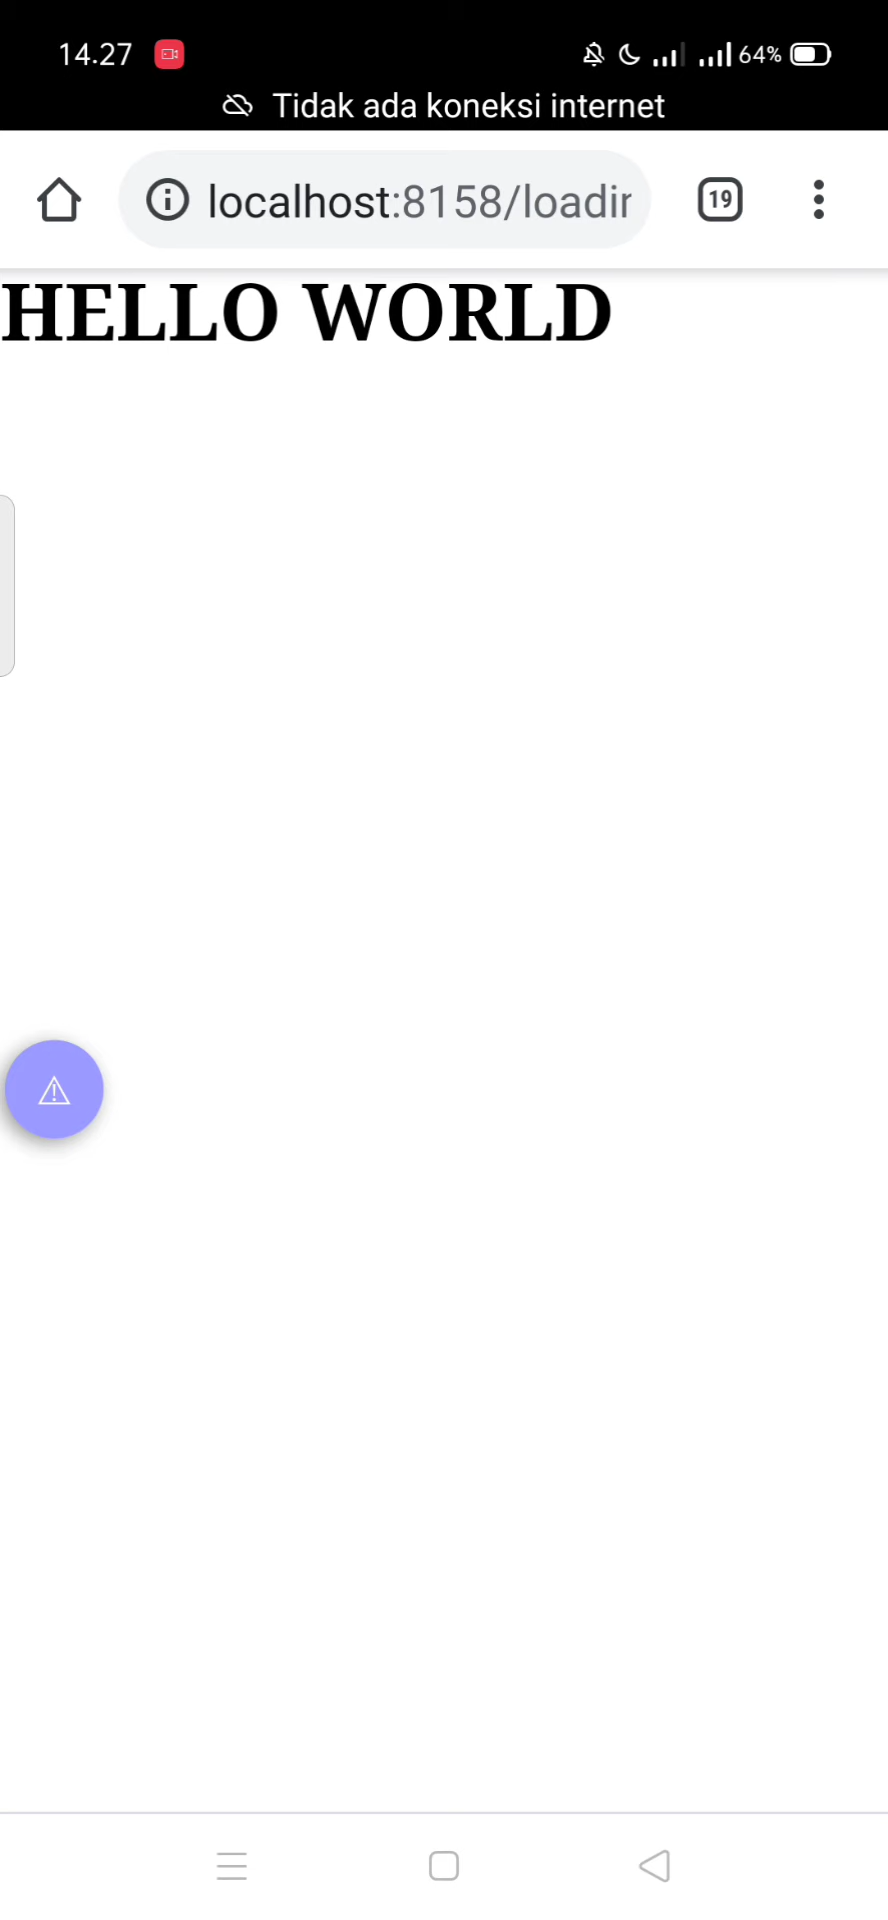 14.27
64%
Tidak ada koneksi internet
localhost:8158/loadir
19
HELLO WORLD